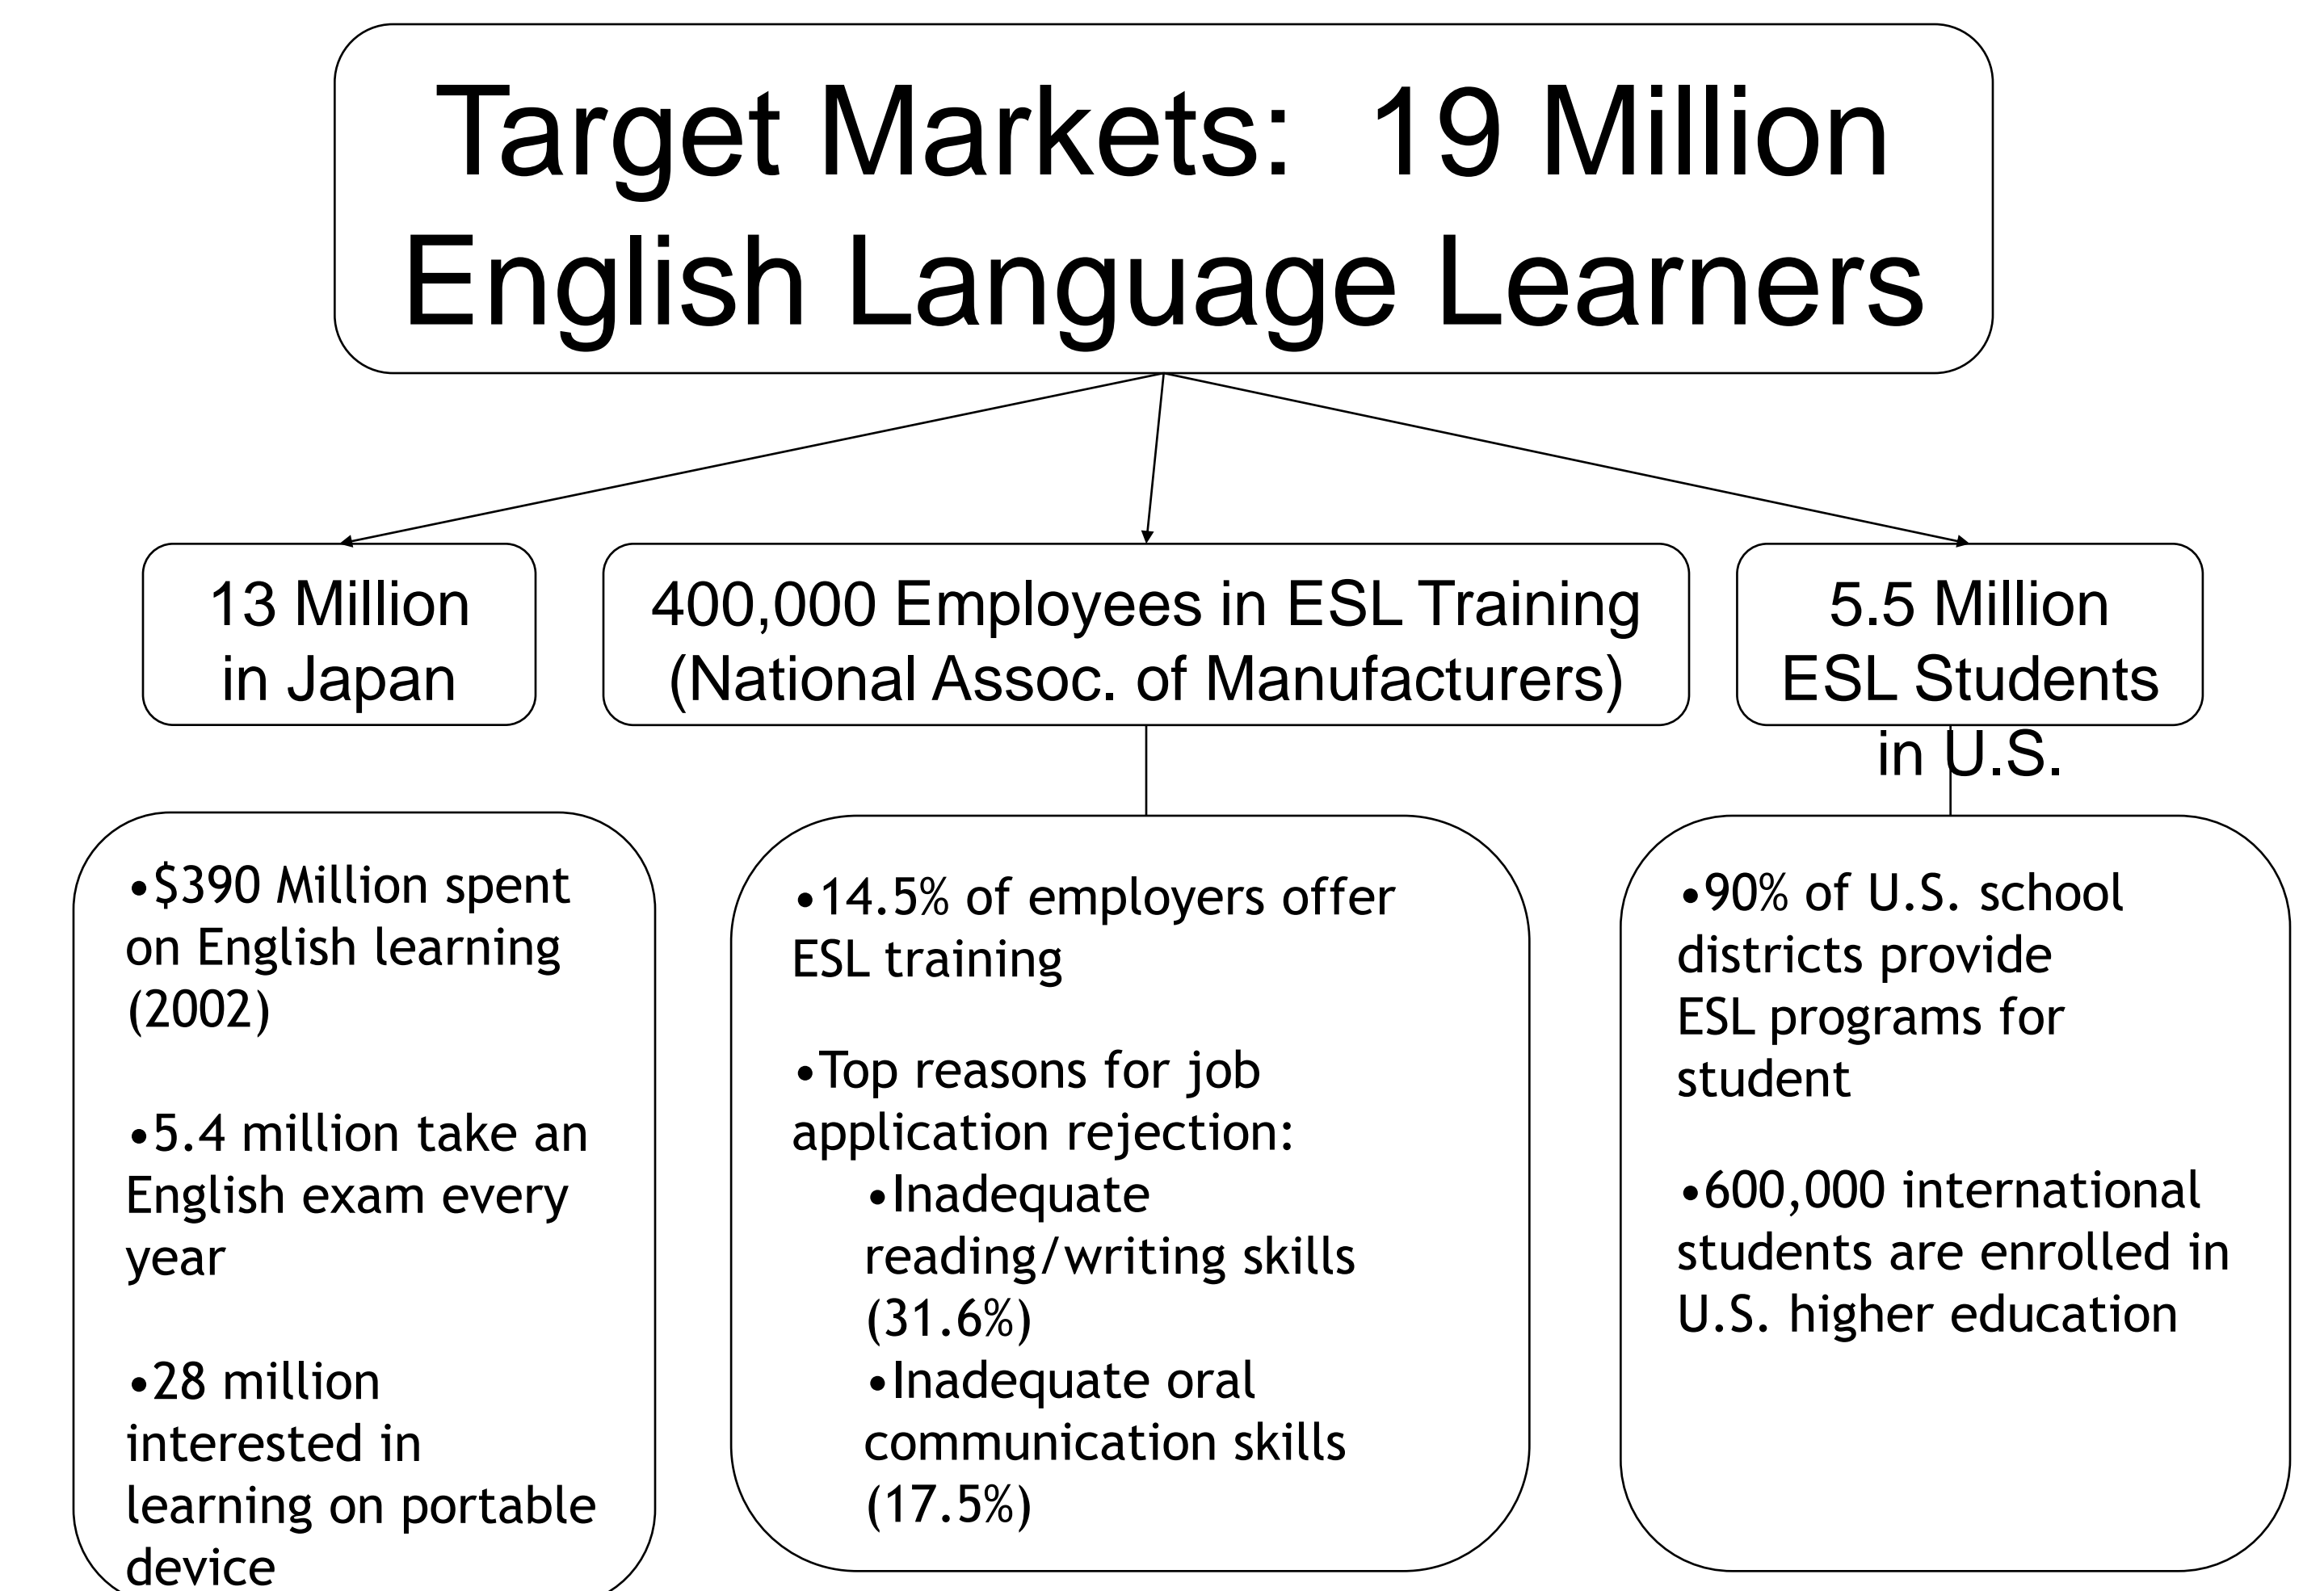 Target Markets:  19 Million
English Language Learners
13 Million
in Japan
400,000 Employees in ESL Training
(National Assoc. of Manufacturers)
5.5 Million
ESL Students
in U.S.
•$390 Million spent
on English learning
(2002)
•5.4 million take an
English exam every
year
•28 million
interested in
learning on portable
device
•14.5% of employers offer
ESL training
•Top reasons for job
application rejection:
•Inadequate
reading/writing skills
(31.6%)
•Inadequate oral
communication skills
(17.5%)
•90% of U.S. school
districts provide
ESL programs for
student
•600,000 international
students are enrolled in
U.S. higher education